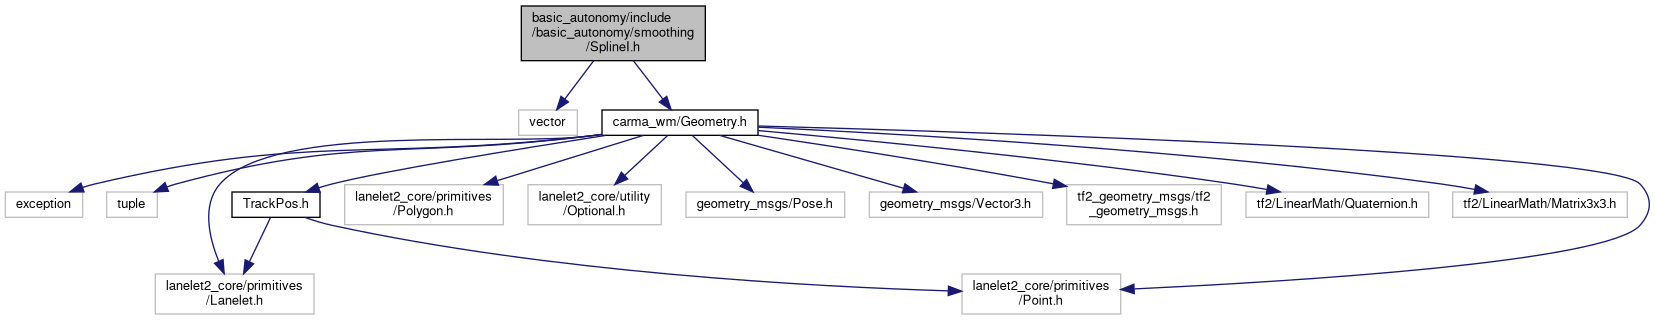 basic_autonomy/include
/basic_autonomy/smoothing
/SplineI.h
vector
carma_wm/Geometry.h
exception
tuple
TrackPos.h
lanelet2_core/primitives
/Polygon.h
lanelet2_core/utility
/Optional.h
geometry_msgs/Pose.h
geometry_msgs/Vector3.h
tf2_geometry_msgs/tf2
_geometry_msgs.h
tf2/LinearMath/Quaternion.h
tf2/LinearMath/Matrix3x3.h
lanelet2_core/primitives
/Lanelet.h
lanelet2_core/primitives
/Point.h